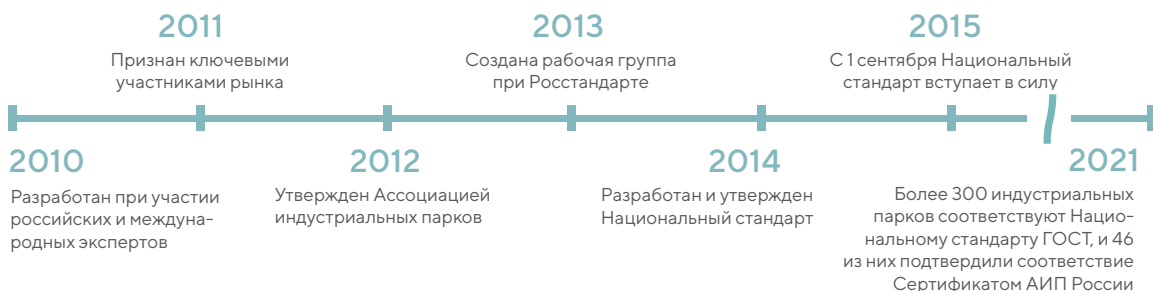 2011
Признан ключевыми
участниками рынка
2013
Создана рабочая группа
при Росстандарте
2015
С 1 сентября Национальный
стандарт вступает в силу
2010
Разработан при участии
российских и междуна-
родных экспертов
2012
Утвержден Ассоциацией
индустриальных парков
2014
Разработан и утвержден
Национальный стандарт
2021
Более 300 индустриальных
парков соответствуют Нацио-
нальному стандарту ГОСТ, и 46
из них подтвердили соответствие
Сертификатом АИП России